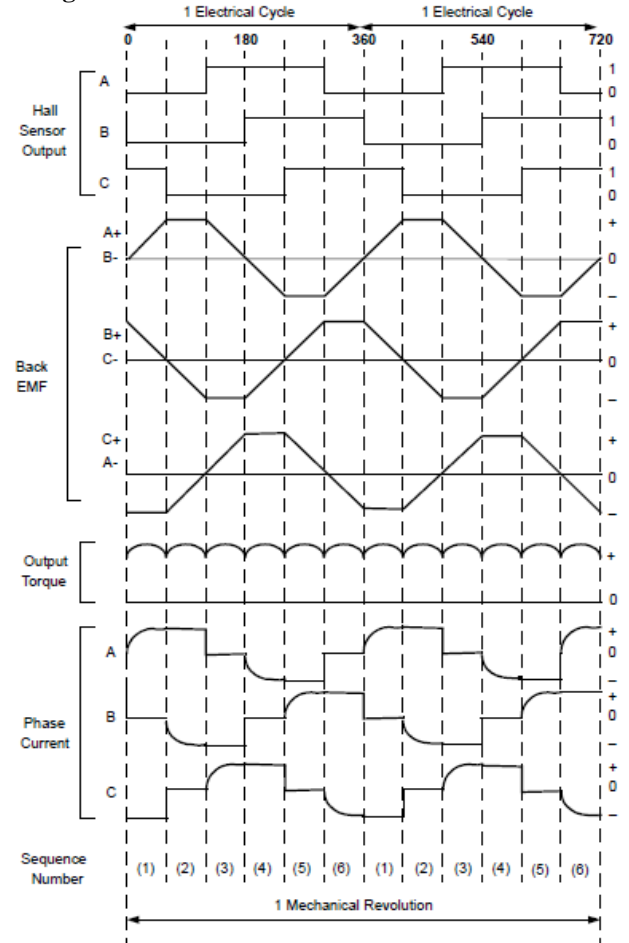 1 Electrical Cycle 1 Electrical Cycle
0 180 360 540 720
A 1
0
Hall
Sensor
Output
B 1
0
C 1
0
A+ +
B- 0
–
B+ +
C- 0
–
Back
EMF
C+ +
A- 0
–
Output
Torque
+
0
+
A 0
–
+
B 0
–
Phase
Current
+
C 0
–
Sequence
Number
(1) (2) (3) (4) (5) (6) (1) (2) (3) (4) (5) (6)
1 Mechanical Revolution